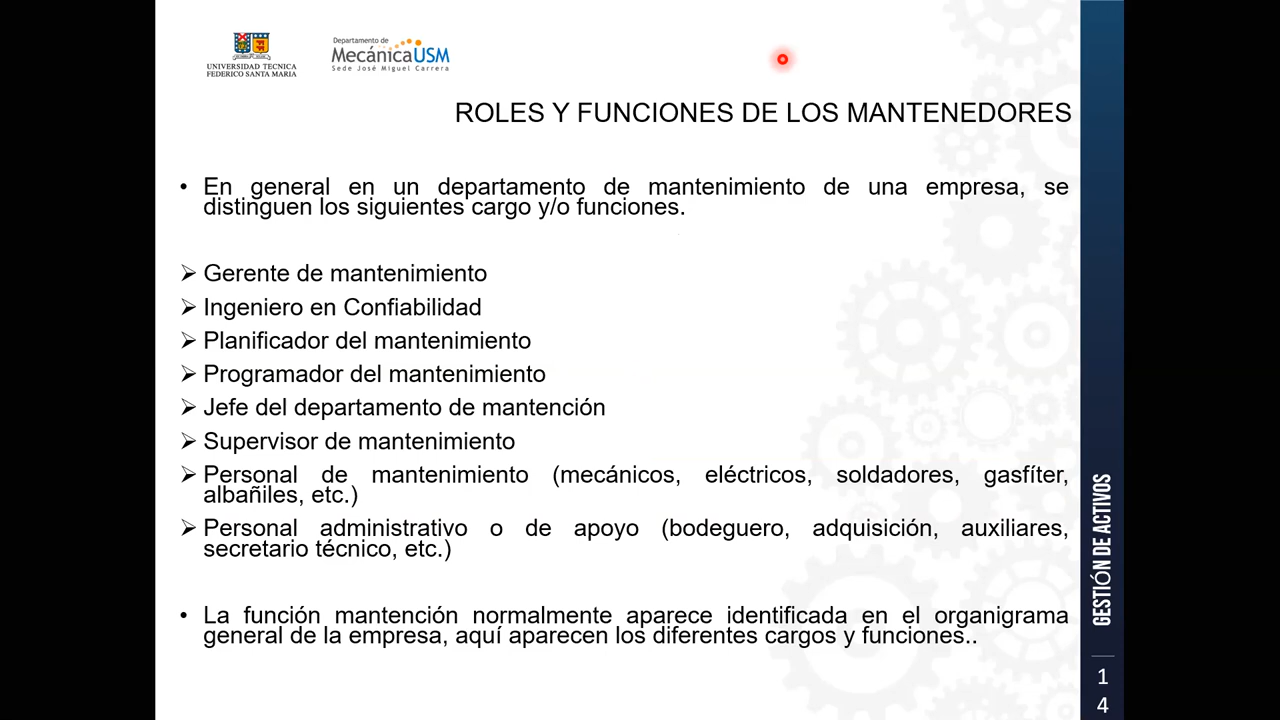 UNIVERSIDAD TECNICA
FEDERICO SANTA MARIA
Departamento de
MecánicaUSM
Sede José Miguel Carrera
ROLES Y FUNCIONES DE LOS MANTENEDORES
• En general en un departamento de mantenimiento de una empresa, se
distinguen los siguientes cargo y/o funciones.
➢ Gerente de mantenimiento
➢ Ingeniero en Confiabilidad
➢ Planificador del mantenimiento
➢ Programador del mantenimiento
➢ Jefe del departamento de mantención
➢ Supervisor de mantenimiento
➢ Personal de mantenimiento (mecánicos, eléctricos, soldadores, gasfíter,
albañiles, etc.)
➢ Personal administrativo o de apoyo (bodeguero, adquisición, auxiliares,
secretario técnico, etc.)
• La función mantención normalmente aparece identificada en el organigrama
general de la empresa, aquí aparecen los diferentes cargos y funciones..
GESTIÓN DE ACTIVOS
1
4